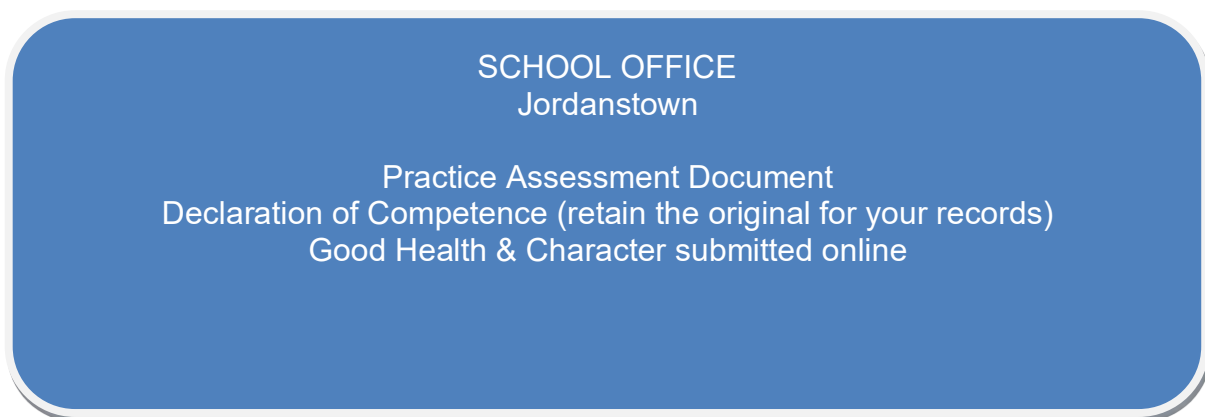 SCHOOL OFFICE
Jordanstown
Practice Assessment Document
Declaration of Competence (retain the original for your records)
Good Health & Character submitted online